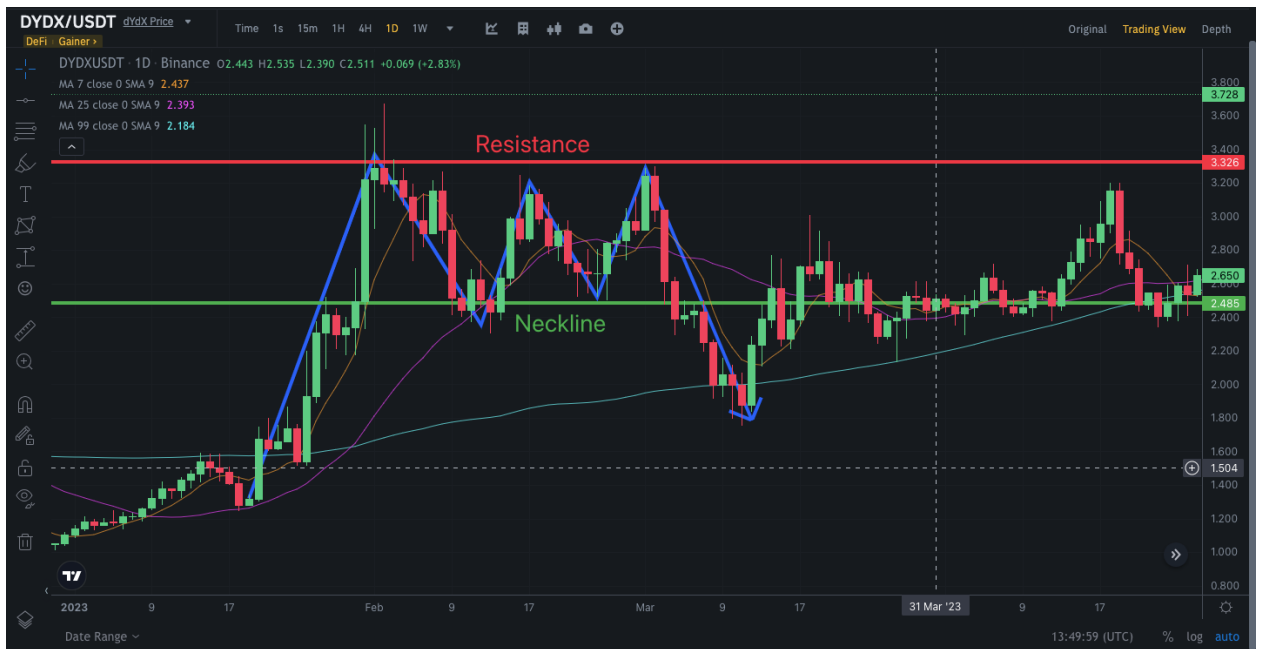 DYDX/USDT dYdX Price
DeFi Gainer ›
Time 1s 15m 1H 4H 1D 1W
Original Trading View Depth
DYDXUSDT · 1D · Binance O2.443 H2.535 L2.390 C2.511 +0.069 (+2.83%)
MA 7 close 0 SMA 9 2.437
MA 25 close 0 SMA 9 2.393
MA 99 close 0 SMA 9 2.184
Resistance
Neckline
3.800
3.728
3.600
3.400
3.326
3.200
3.000
2.800
2.650
2.600
2.485
2.400
2.200
2.000
1.800
1.600
1.504
1.400
1.200
1.000
0.800
2023 9 17 Feb 9 17 Mar 9 17 31 Mar '23 9 17
Date Range 13:49:59 (UTC) % log auto